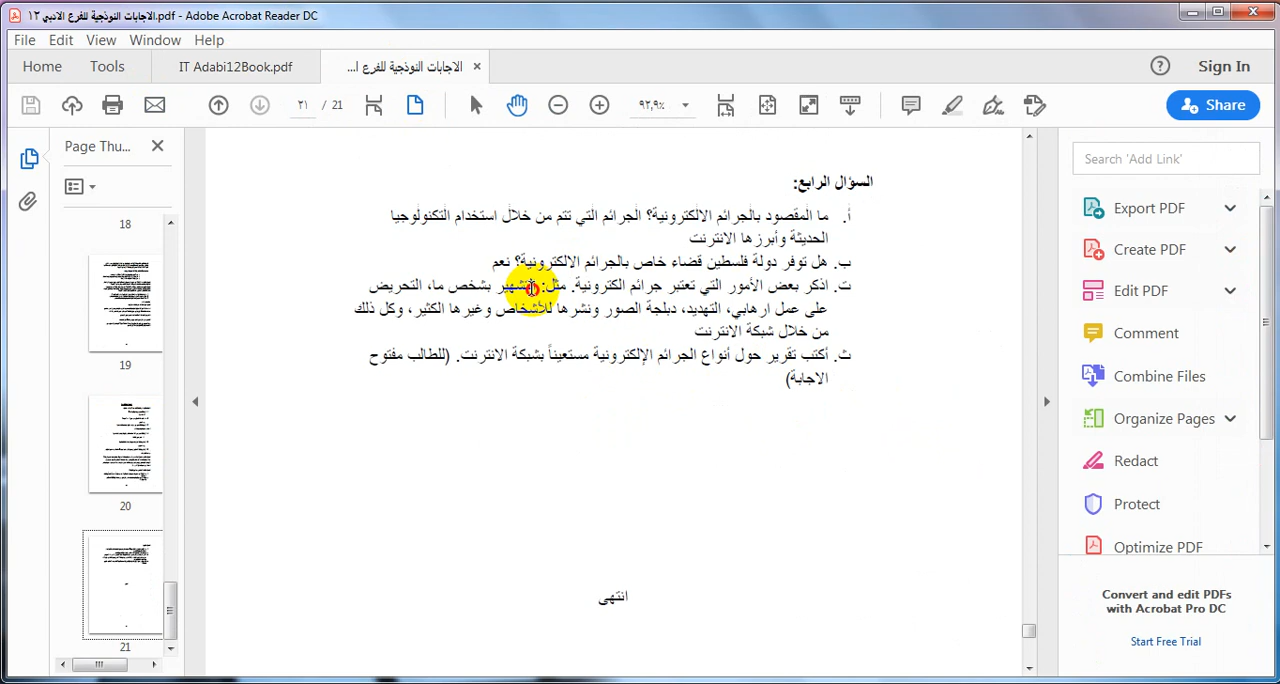 الاجابات النوذجية للفرع الادبي ١٢.pdf - Adobe Acrobat Reader DC
File Edit View Window Help
Home Tools IT Adabi12Book.pdf الاجابات النوذجية للفرع ا... × Sign In
٢١ / 21 ٩٢,٩% Share
Page Thu...
18
19
20
21
السؤال الرابع:
أ. ما المقصود بالجرائم الالكترونية؟ الجرائم التي تتم من خلال استخدام التكنولوجيا
الحديثة وأبرزها الانترنت
ب. هل توفر دولة فلسطين قضاء خاص بالجرائم الالكترونية؟ نعم
ت. اذكر بعض الأمور التي تعتبر جرائم الكترونية. مثل: التشهير بشخص ما، التحريض
على عمل ارهابي، التهديد، دبلجة الصور ونشرها للأشخاص وغيرها الكثير، وكل ذلك
من خلال شبكة الانترنت
ث. أكتب تقرير حول أنواع الجرائم الإلكترونية مستعيناً بشبكة الانترنت. (للطالب مفتوح
الاجابة)
انتهى
Search 'Add Link'
Export PDF
Create PDF
Edit PDF
Comment
Combine Files
Organize Pages
Redact
Protect
Optimize PDF
Convert and edit PDFs
with Acrobat Pro DC
Start Free Trial